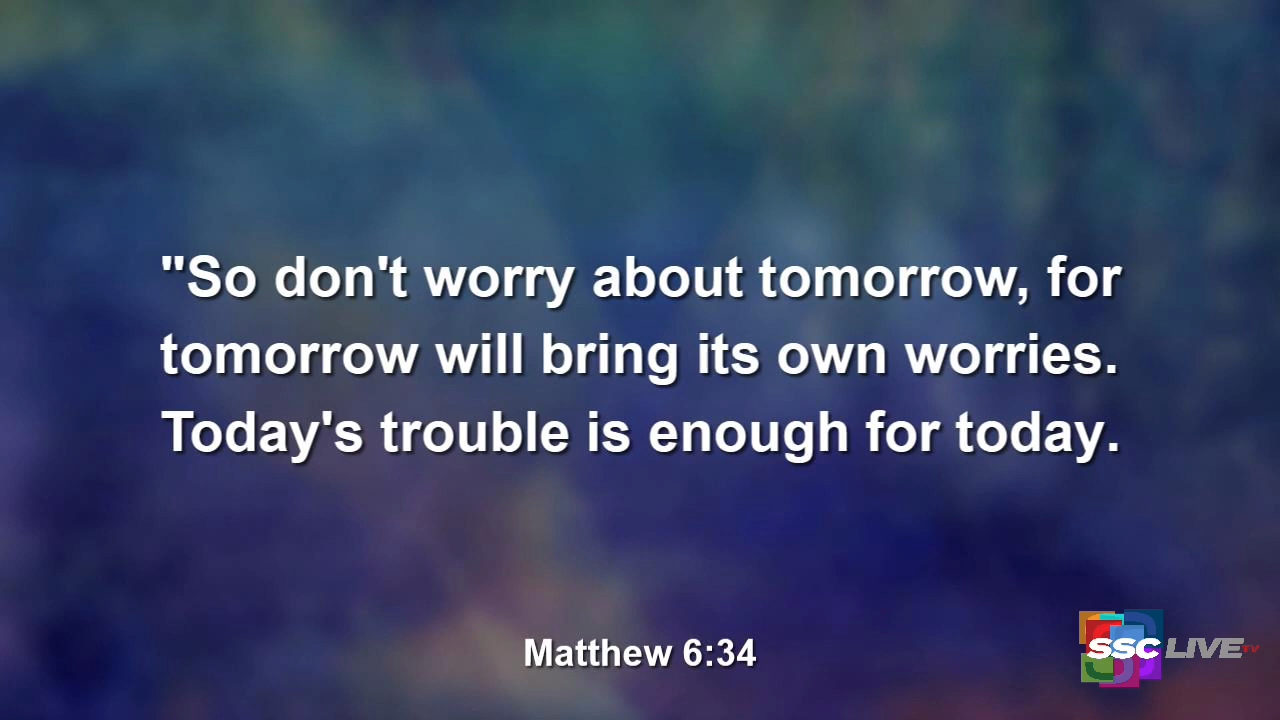 "So don't worry about tomorrow, for
tomorrow will bring its own worries.
Today's trouble is enough for today.
Matthew 6:34
SSC LIVE TV